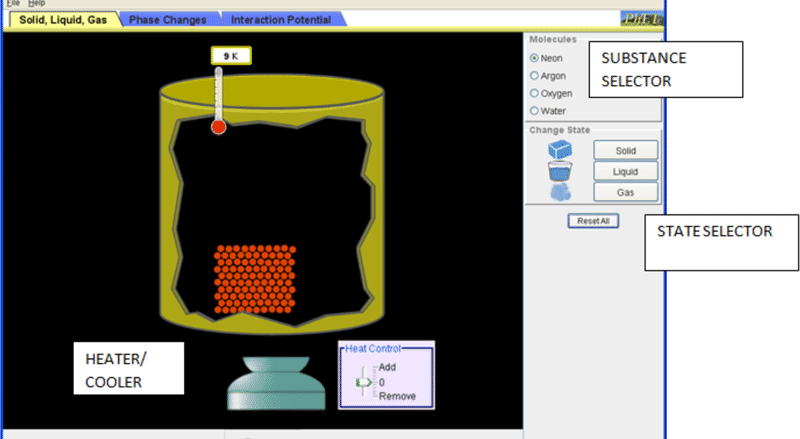 File Help
Solid, Liquid, Gas
Phase Changes
Interaction Potential
9 K
Molecules
Neon
Argon
Oxygen
Water
SUBSTANCE
SELECTOR
Change State
Solid
Liquid
Gas
Reset All
STATE SELECTOR
HEATER/
COOLER
Heat Control
Add
0
Remove